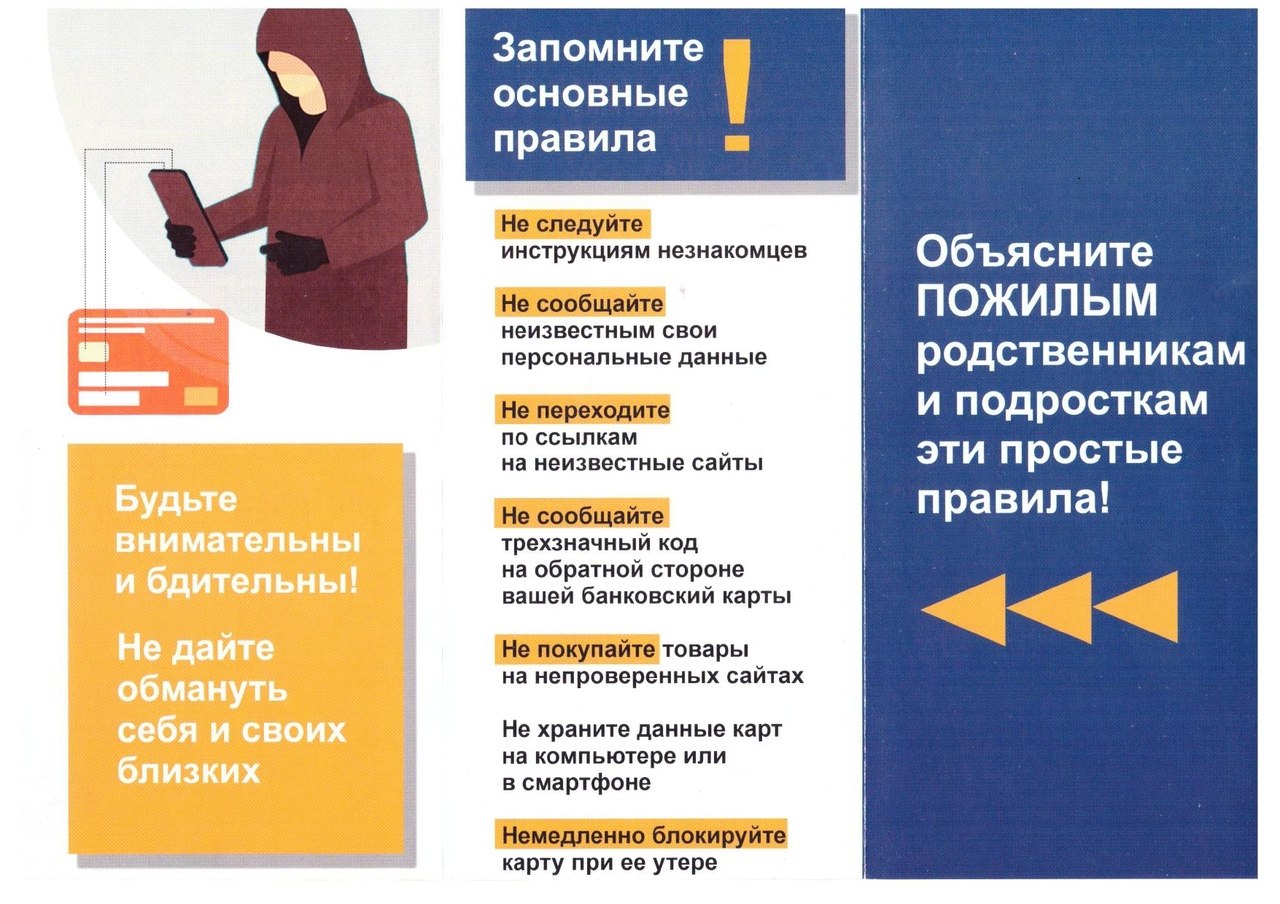 Будьте
внимательны
и бдительны!
Не дайте
обмануть
себя и своих
близких
Запомните
основные
правила
!
Не следуйте
инструкциям незнакомцев
Не сообщайте
неизвестным свои
персональные данные
Не переходите
по ссылкам
на неизвестные сайты
Не сообщайте
трехзначный код
на обратной стороне
вашей банковский карты
Не покупайте товары
на непроверенных сайтах
Не храните данные карт
на компьютере или
в смартфоне
Немедленно блокируйте
карту при ее утере
Объясните
ПОЖИЛЫМ
родственникам
и подросткам
эти простые
правила!